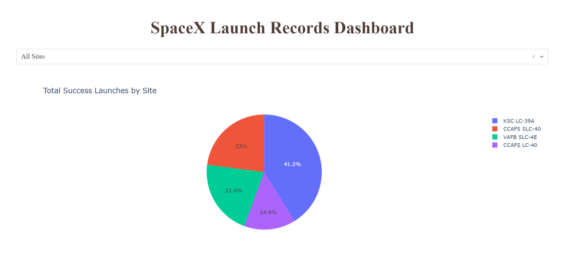 SpaceX Launch Records Dashboard
All Sites
Total Success Launches by Site
KSC LC-39A
CCAPS SLC-40
VAFB SLC-4E
CCAFS LC-40
23%
41.2%
21.4%
14.4%